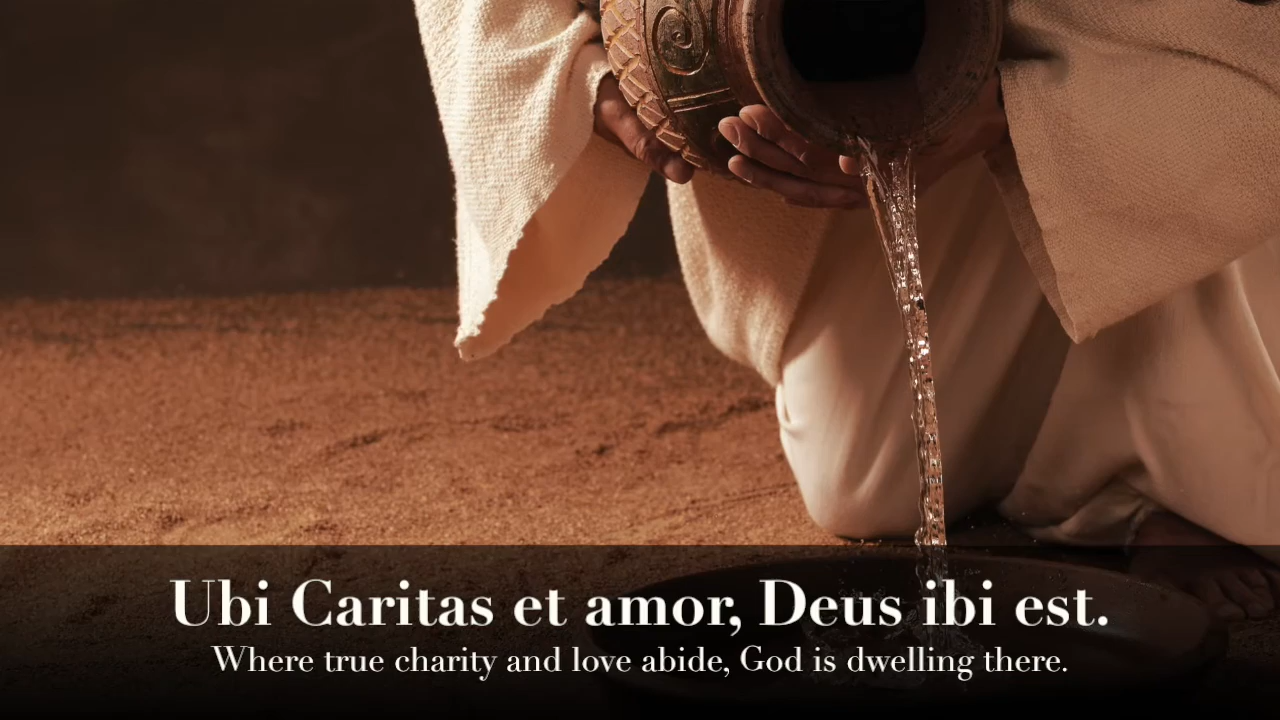 Ubi Caritas et amor, Deus ibi est.
Where true charity and love abide, God is dwelling there.